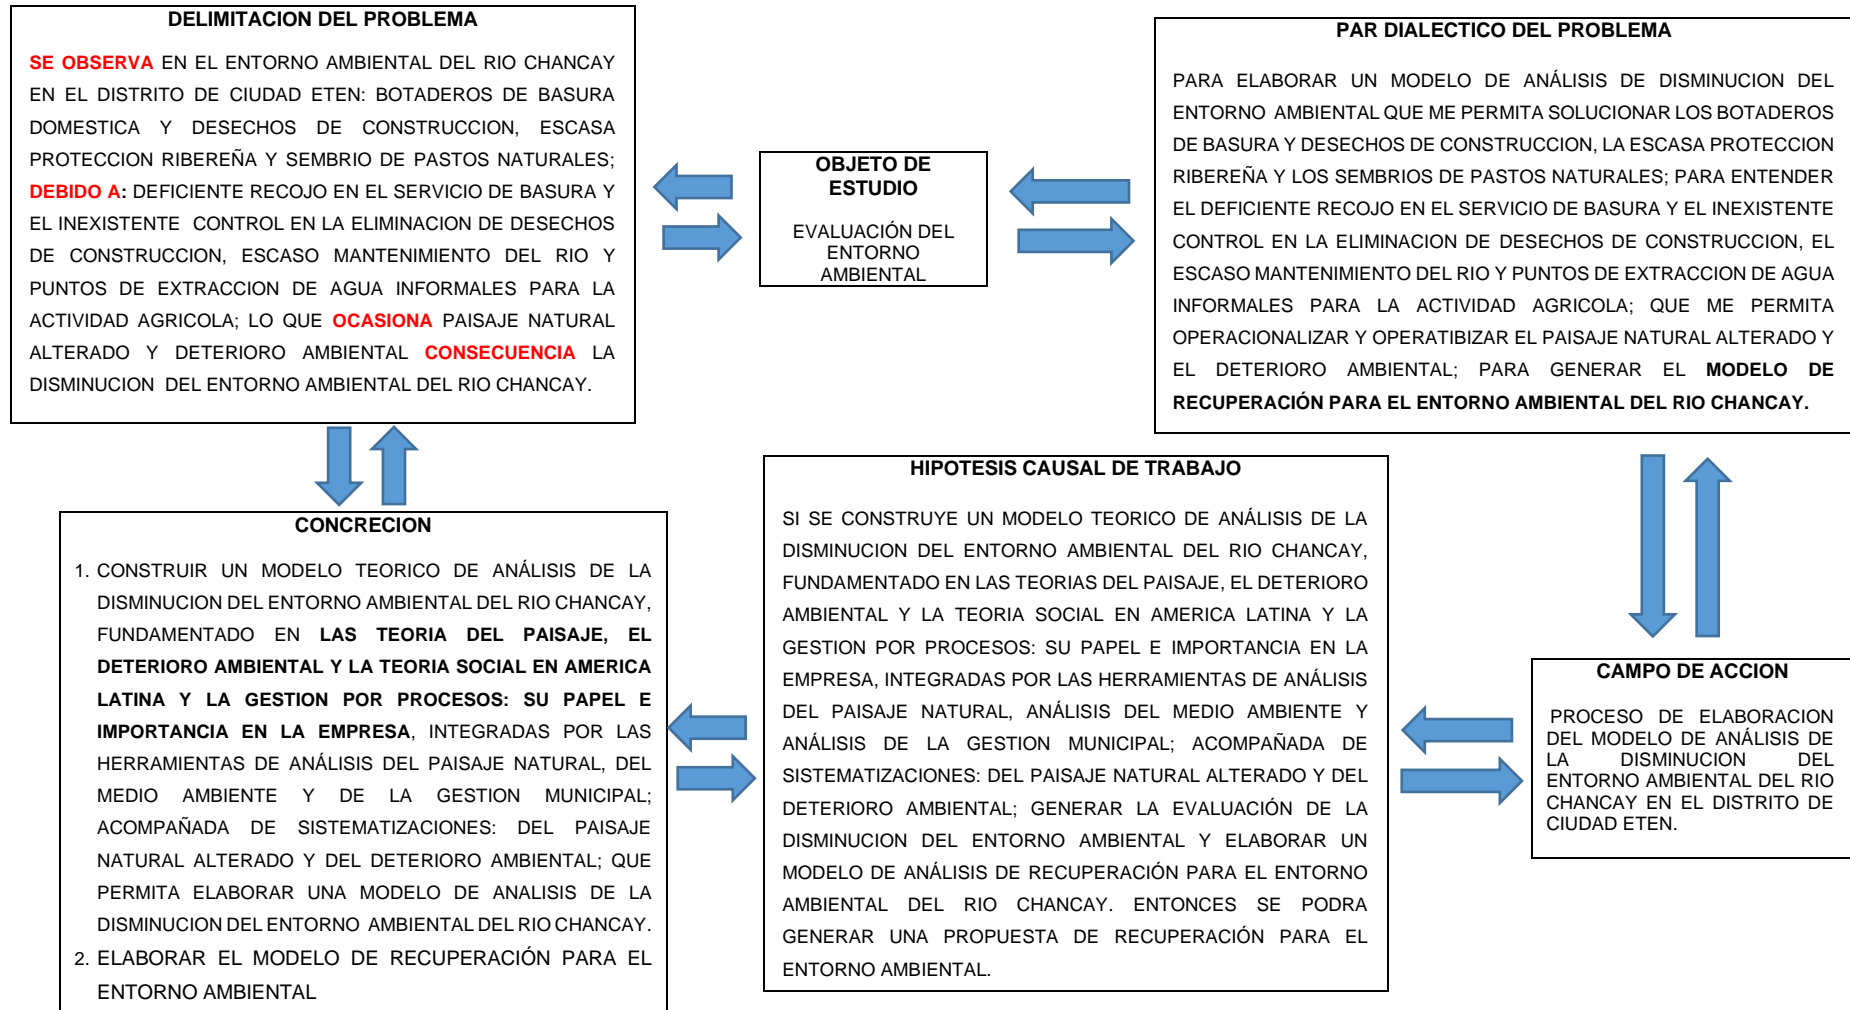 DELIMITACION DEL PROBLEMA
SE OBSERVA EN EL ENTORNO AMBIENTAL DEL RIO CHANCAY
EN EL DISTRITO DE CIUDAD ETEN: BOTADEROS DE BASURA
DOMESTICA Y DESECHOS DE CONSTRUCCION, ESCASA
PROTECCION RIBEREÑA Y SEMBRIO DE PASTOS NATURALES;
DEBIDO A: DEFICIENTE RECOJO EN EL SERVICIO DE BASURA Y
EL INEXISTENTE CONTROL EN LA ELIMINACION DE DESECHOS
DE CONSTRUCCION, ESCASO MANTENIMIENTO DEL RIO Y
PUNTOS DE EXTRACCION DE AGUA INFORMALES PARA LA
ACTIVIDAD AGRICOLA; LO QUE OCASIONA PAISAJE NATURAL
ALTERADO Y DETERIORO AMBIENTAL CONSECUENCIA LA
DISMINUCION DEL ENTORNO AMBIENTAL DEL RIO CHANCAY.
OBJETO DE
ESTUDIO
EVALUACIÓN DEL
ENTORNO
AMBIENTAL
PAR DIALECTICO DEL PROBLEMA
PARA ELABORAR UN MODELO DE ANÁLISIS DE DISMINUCION DEL
ENTORNO AMBIENTAL QUE ME PERMITA SOLUCIONAR LOS BOTADEROS
DE BASURA Y DESECHOS DE CONSTRUCCION, LA ESCASA PROTECCION
RIBEREÑA Y LOS SEMBRIOS DE PASTOS NATURALES; PARA ENTENDER
EL DEFICIENTE RECOJO EN EL SERVICIO DE BASURA Y EL INEXISTENTE
CONTROL EN LA ELIMINACION DE DESECHOS DE CONSTRUCCION, EL
ESCASO MANTENIMIENTO DEL RIO Y PUNTOS DE EXTRACCION DE AGUA
INFORMALES PARA LA ACTIVIDAD AGRICOLA; QUE ME PERMITA
OPERACIONALIZAR Y OPERATIBIZAR EL PAISAJE NATURAL ALTERADO Y
EL DETERIORO AMBIENTAL; PARA GENERAR EL MODELO DE
RECUPERACIÓN PARA EL ENTORNO AMBIENTAL DEL RIO CHANCAY.
CONCRECION
1. CONSTRUIR UN MODELO TEORICO DE ANÁLISIS DE LA
DISMINUCION DEL ENTORNO AMBIENTAL DEL RIO CHANCAY,
FUNDAMENTADO EN LAS TEORIA DEL PAISAJE, EL
DETERIORO AMBIENTAL Y LA TEORIA SOCIAL EN AMERICA
LATINA Y LA GESTION POR PROCESOS: SU PAPEL E
IMPORTANCIA EN LA EMPRESA, INTEGRADAS POR LAS
HERRAMIENTAS DE ANÁLISIS DEL PAISAJE NATURAL, DEL
MEDIO AMBIENTE Y DE LA GESTION MUNICIPAL;
ACOMPAÑADA DE SISTEMATIZACIONES: DEL PAISAJE
NATURAL ALTERADO Y DEL DETERIORO AMBIENTAL; QUE
PERMITA ELABORAR UNA MODELO DE ANALISIS DE LA
DISMINUCION DEL ENTORNO AMBIENTAL DEL RIO CHANCAY.
2. ELABORAR EL MODELO DE RECUPERACIÓN PARA EL
ENTORNO AMBIENTAL
HIPOTESIS CAUSAL DE TRABAJO
SI SE CONSTRUYE UN MODELO TEORICO DE ANÁLISIS DE LA
DISMINUCION DEL ENTORNO AMBIENTAL DEL RIO CHANCAY,
FUNDAMENTADO EN LAS TEORIAS DEL PAISAJE, EL DETERIORO
AMBIENTAL Y LA TEORIA SOCIAL EN AMERICA LATINA Y LA
GESTION POR PROCESOS: SU PAPEL E IMPORTANCIA EN LA
EMPRESA, INTEGRADAS POR LAS HERRAMIENTAS DE ANÁLISIS
DEL PAISAJE NATURAL, ANÁLISIS DEL MEDIO AMBIENTE Y
ANÁLISIS DE LA GESTION MUNICIPAL; ACOMPAÑADA DE
SISTEMATIZACIONES: DEL PAISAJE NATURAL ALTERADO Y DEL
DETERIORO AMBIENTAL; GENERAR LA EVALUACIÓN DE LA
DISMINUCION DEL ENTORNO AMBIENTAL Y ELABORAR UN
MODELO DE ANÁLISIS DE RECUPERACIÓN PARA EL ENTORNO
AMBIENTAL DEL RIO CHANCAY. ENTONCES SE PODRA
GENERAR UNA PROPUESTA DE RECUPERACIÓN PARA EL
ENTORNO AMBIENTAL.
CAMPO DE ACCION
PROCESO DE ELABORACION
DEL MODELO DE ANÁLISIS DE
LA DISMINUCION DEL
ENTORNO AMBIENTAL DEL RIO
CHANCAY EN EL DISTRITO DE
CIUDAD ETEN.